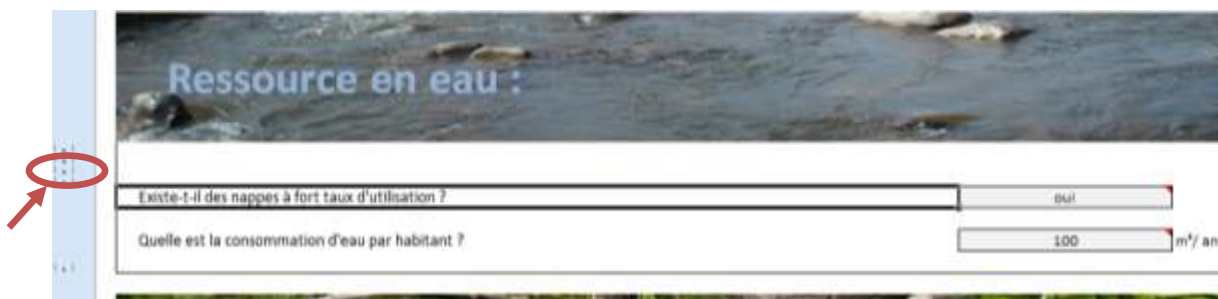 Ressource en eau :
Existe-t-il des nappes à fort taux d'utilisation ?
oui
Quelle est la consommation d'eau par habitant ?
100
m³/ an